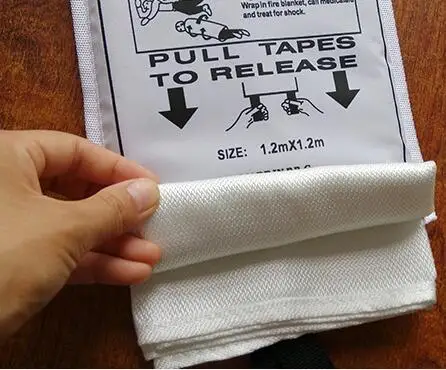 Wrap in fire blanket, call medical aid
and treat for shock.
PULL TAPES
TO RELEASE
SIZE: 1.2mX1.2m